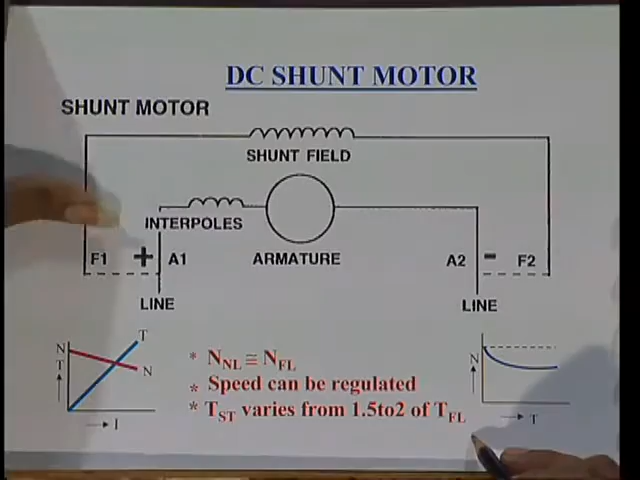 DC SHUNT MOTOR
SHUNT MOTOR
SHUNT FIELD
INTERPOLES
F1 + A1 ARMATURE A2 - F2
LINE LINE
T
N
T
N
I
* N_NL ≅ N_FL
* Speed can be regulated
* T_ST varies from 1.5to2 of T_FL
N
T